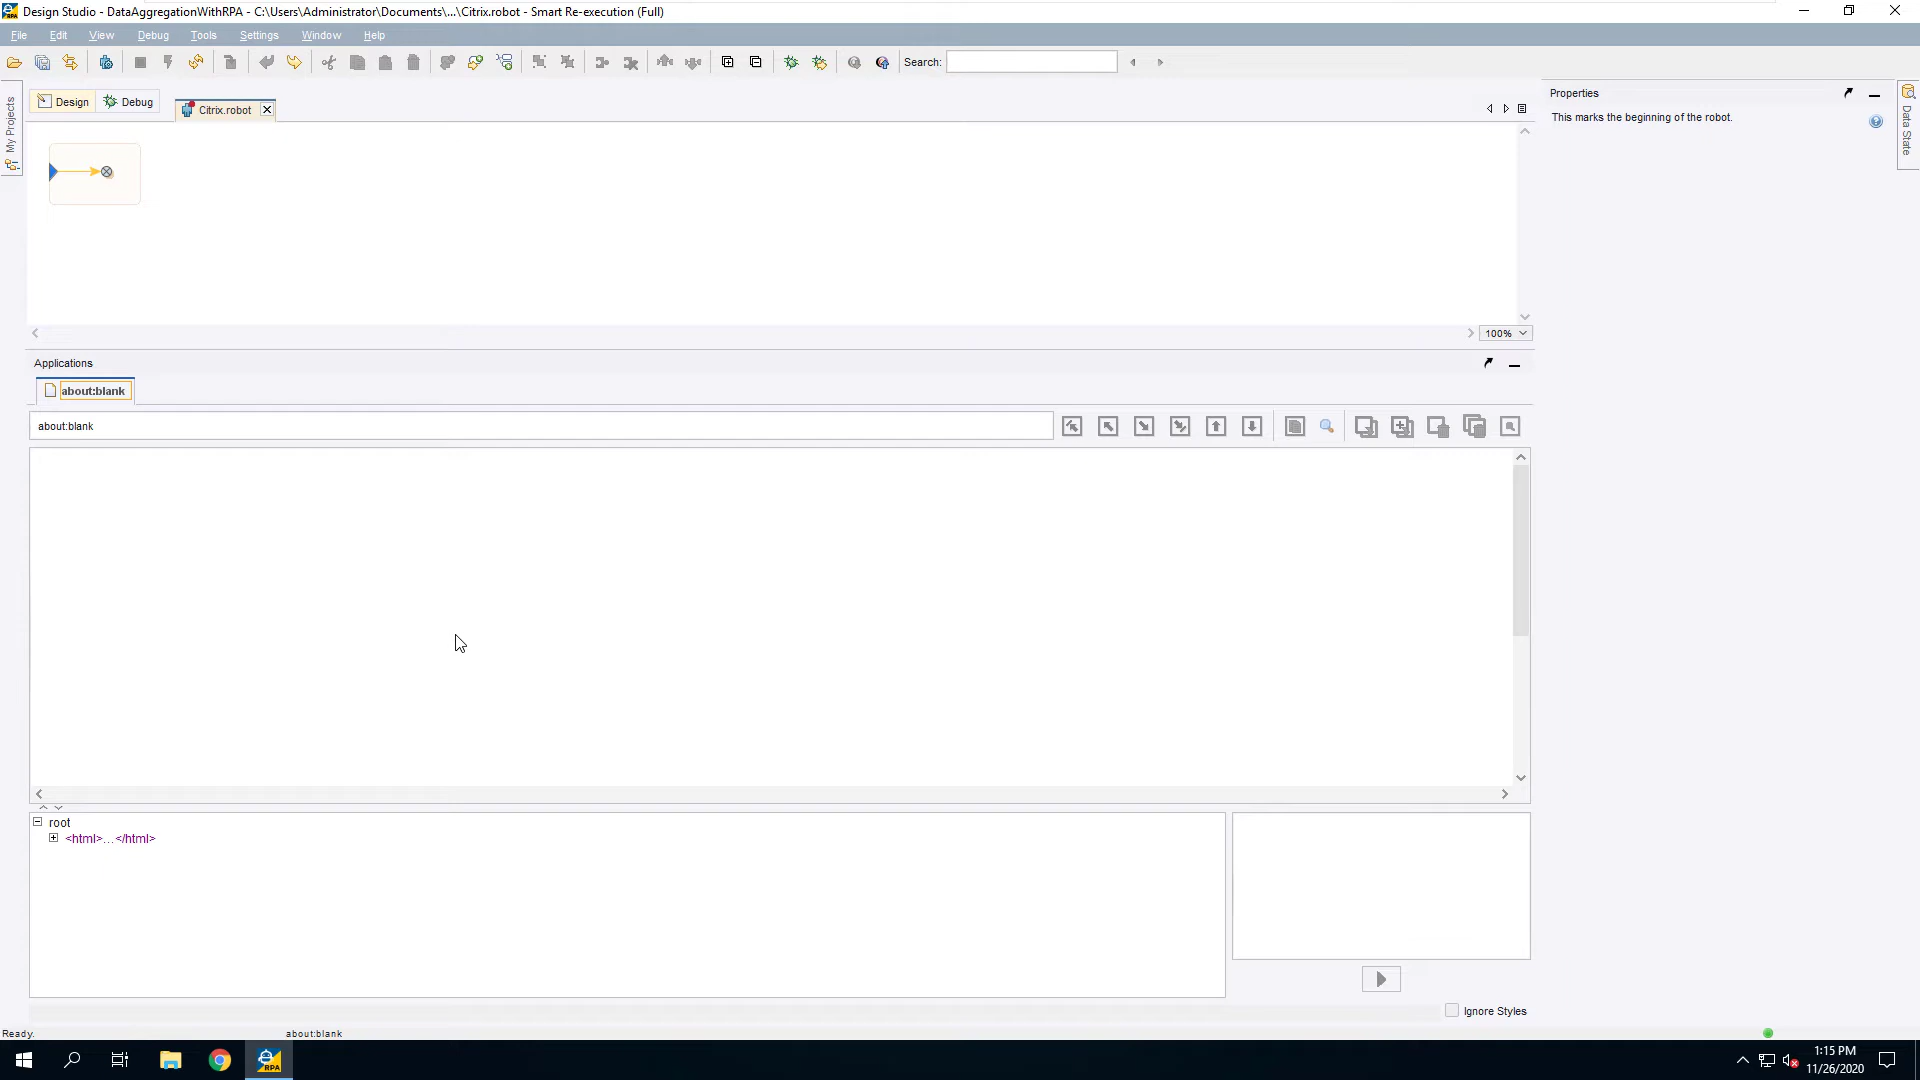 Design Studio - DataAggregationWithRPA - C:\Users\Administrator\Documents\...\Citrix.robot - Smart Re-execution (Full)
File Edit View Debug Tools Settings Window Help
Search:
My Projects
Design Debug Citrix.robot
Properties
This marks the beginning of the robot.
Data State
100%
Applications
about:blank
about:blank
root
<html>...</html>
Ignore Styles
Ready. about:blank
RPA
1:15 PM
11/26/2020